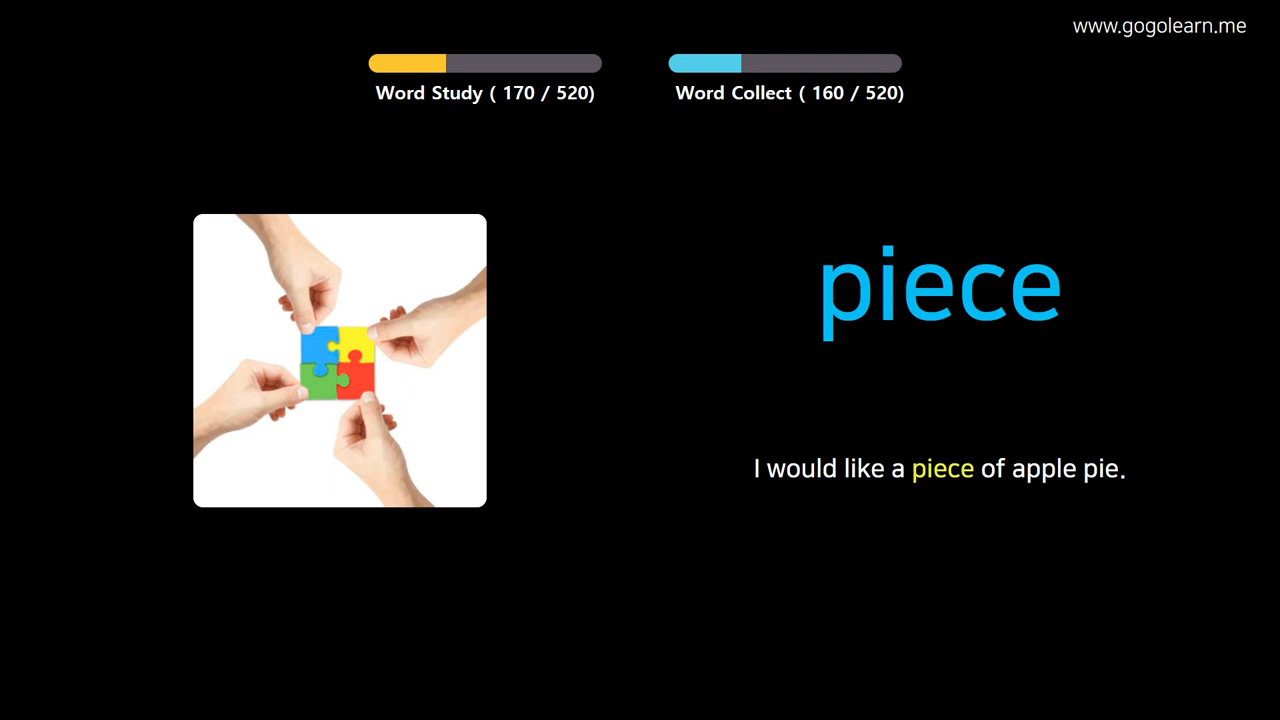 www.gogolearn.me
Word Study ( 170 / 520)
Word Collect ( 160 / 520)
piece
I would like a piece of apple pie.